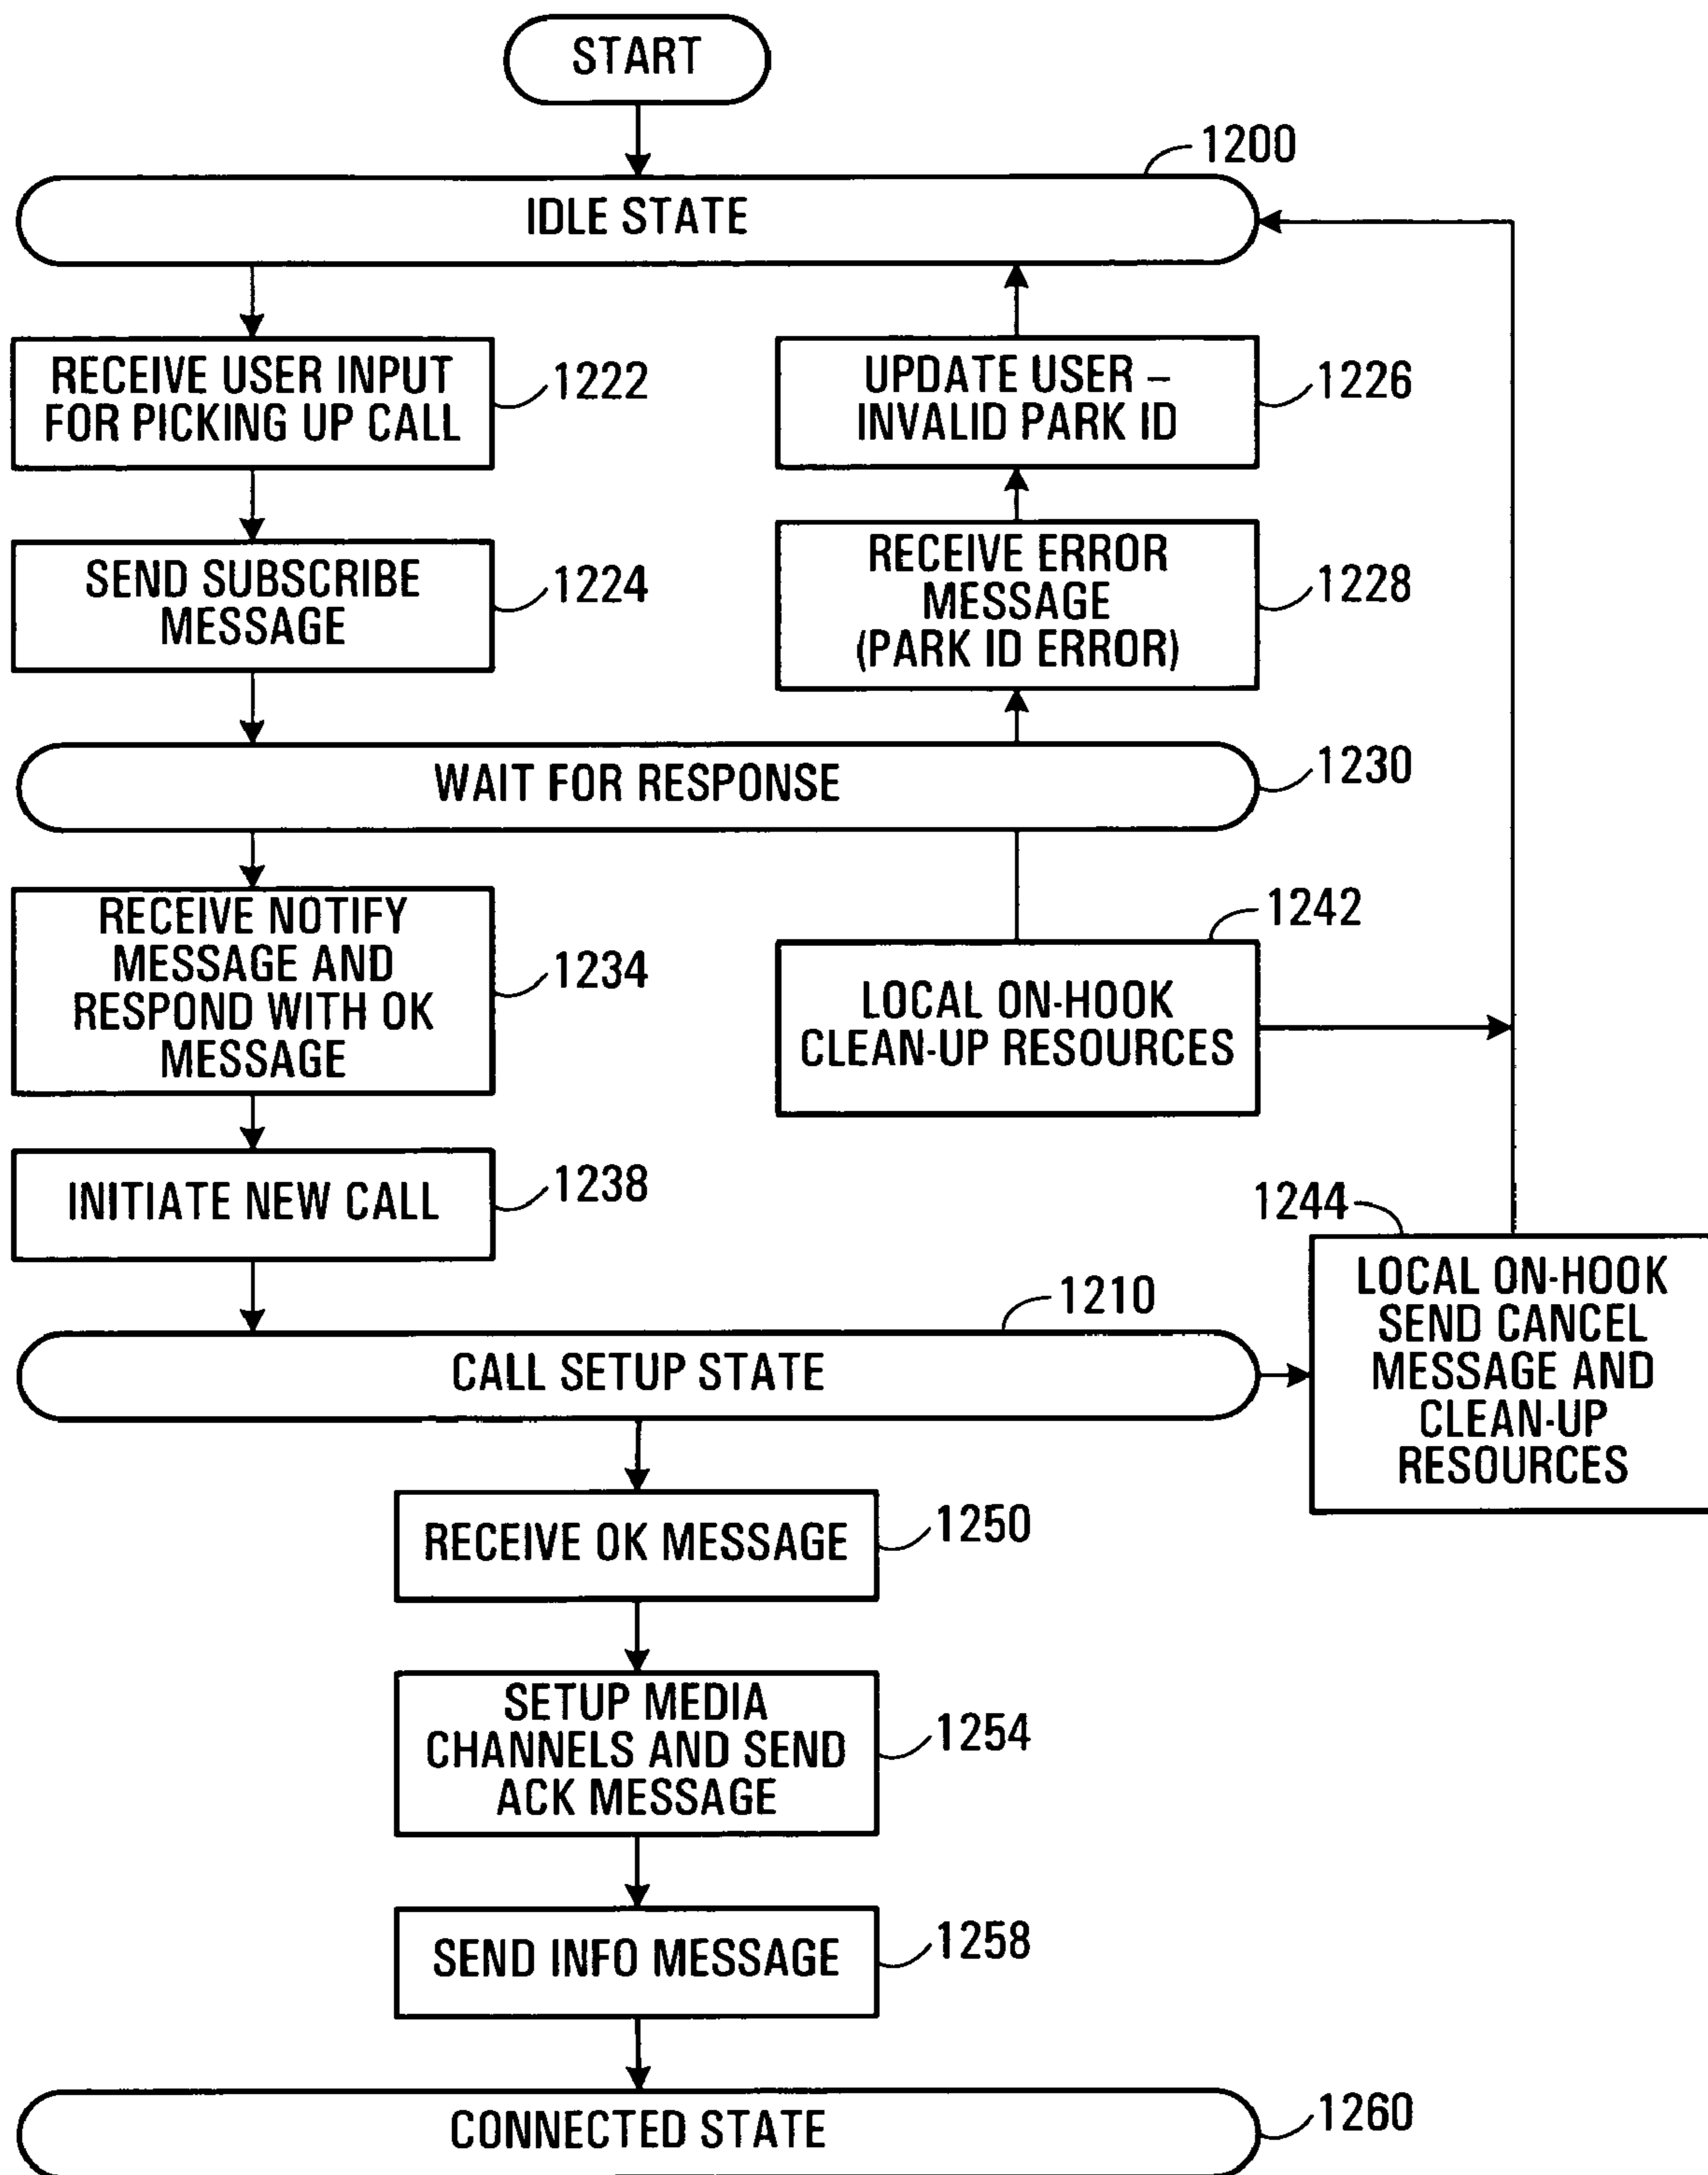 START
1200
IDLE STATE
RECEIVE USER INPUT
FOR PICKING UP CALL
1222
UPDATE USER –
INVALID PARK ID
1226
SEND SUBSCRIBE
MESSAGE
1224
RECEIVE ERROR
MESSAGE
(PARK ID ERROR)
1228
WAIT FOR RESPONSE
1230
RECEIVE NOTIFY
MESSAGE AND
RESPOND WITH OK
MESSAGE
1234
1242
LOCAL ON-HOOK
CLEAN-UP RESOURCES
INITIATE NEW CALL
1238
1244
LOCAL ON-HOOK
SEND CANCEL
MESSAGE AND
CLEAN-UP
RESOURCES
1210
CALL SETUP STATE
RECEIVE OK MESSAGE
1250
SETUP MEDIA
CHANNELS AND SEND
ACK MESSAGE
1254
SEND INFO MESSAGE
1258
CONNECTED STATE
1260